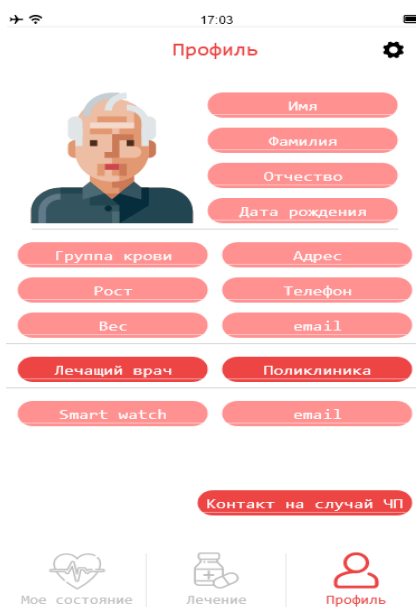 17:03
Профиль
Имя
Фамилия
Отчество
Дата рождения
Группа крови
Адрес
Рост
Телефон
Вес
email
Лечащий врач
Поликлиника
Smart watch
email
Контакт на случай ЧП
Мое состояние
Лечение
Профиль